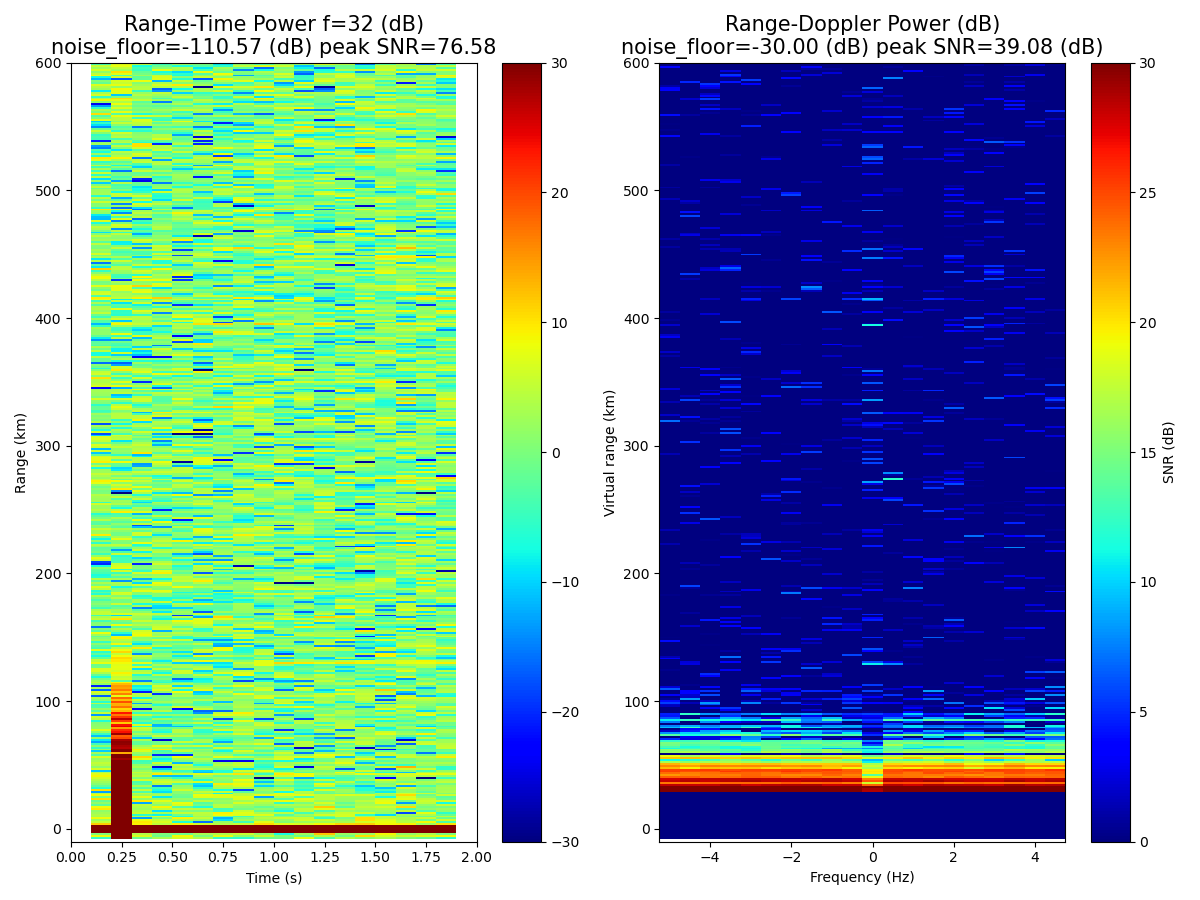 Range-Time Power f=32 (dB)
noise_floor=-110.57 (dB) peak SNR=76.58
Range-Doppler Power (dB)
noise_floor=-30.00 (dB) peak SNR=39.08 (dB)
600
500
400
300
200
100
0
Range (km)
0.00 0.25 0.50 0.75 1.00 1.25 1.50 1.75 2.00
Time (s)
30
20
10
0
−10
−20
−30
600
500
400
300
200
100
0
Virtual range (km)
−4 −2 0 2 4
Frequency (Hz)
30
25
20
15
10
5
0
SNR (dB)